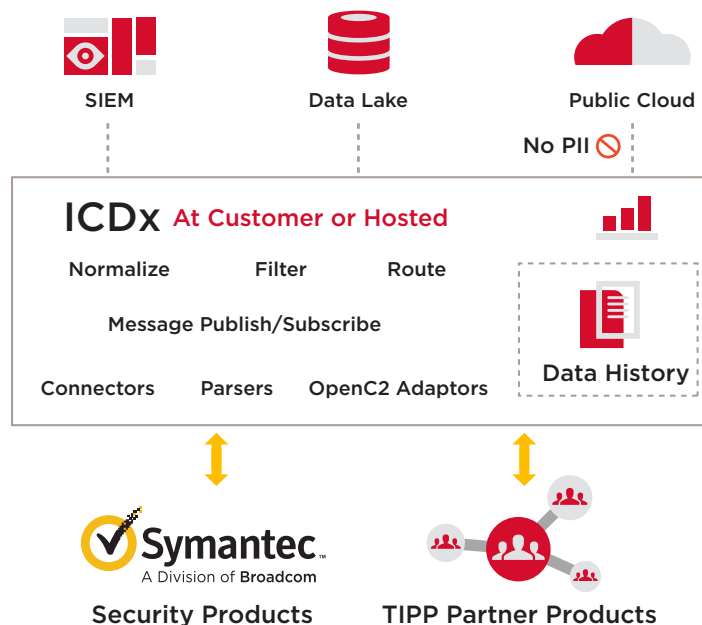 SIEM
Data Lake
Public Cloud
No PII
ICDx At Customer or Hosted
Normalize Filter Route
Message Publish/Subscribe
Data History
Connectors Parsers OpenC2 Adaptors
Symantec™
A Division of Broadcom
Security Products
TIPP Partner Products